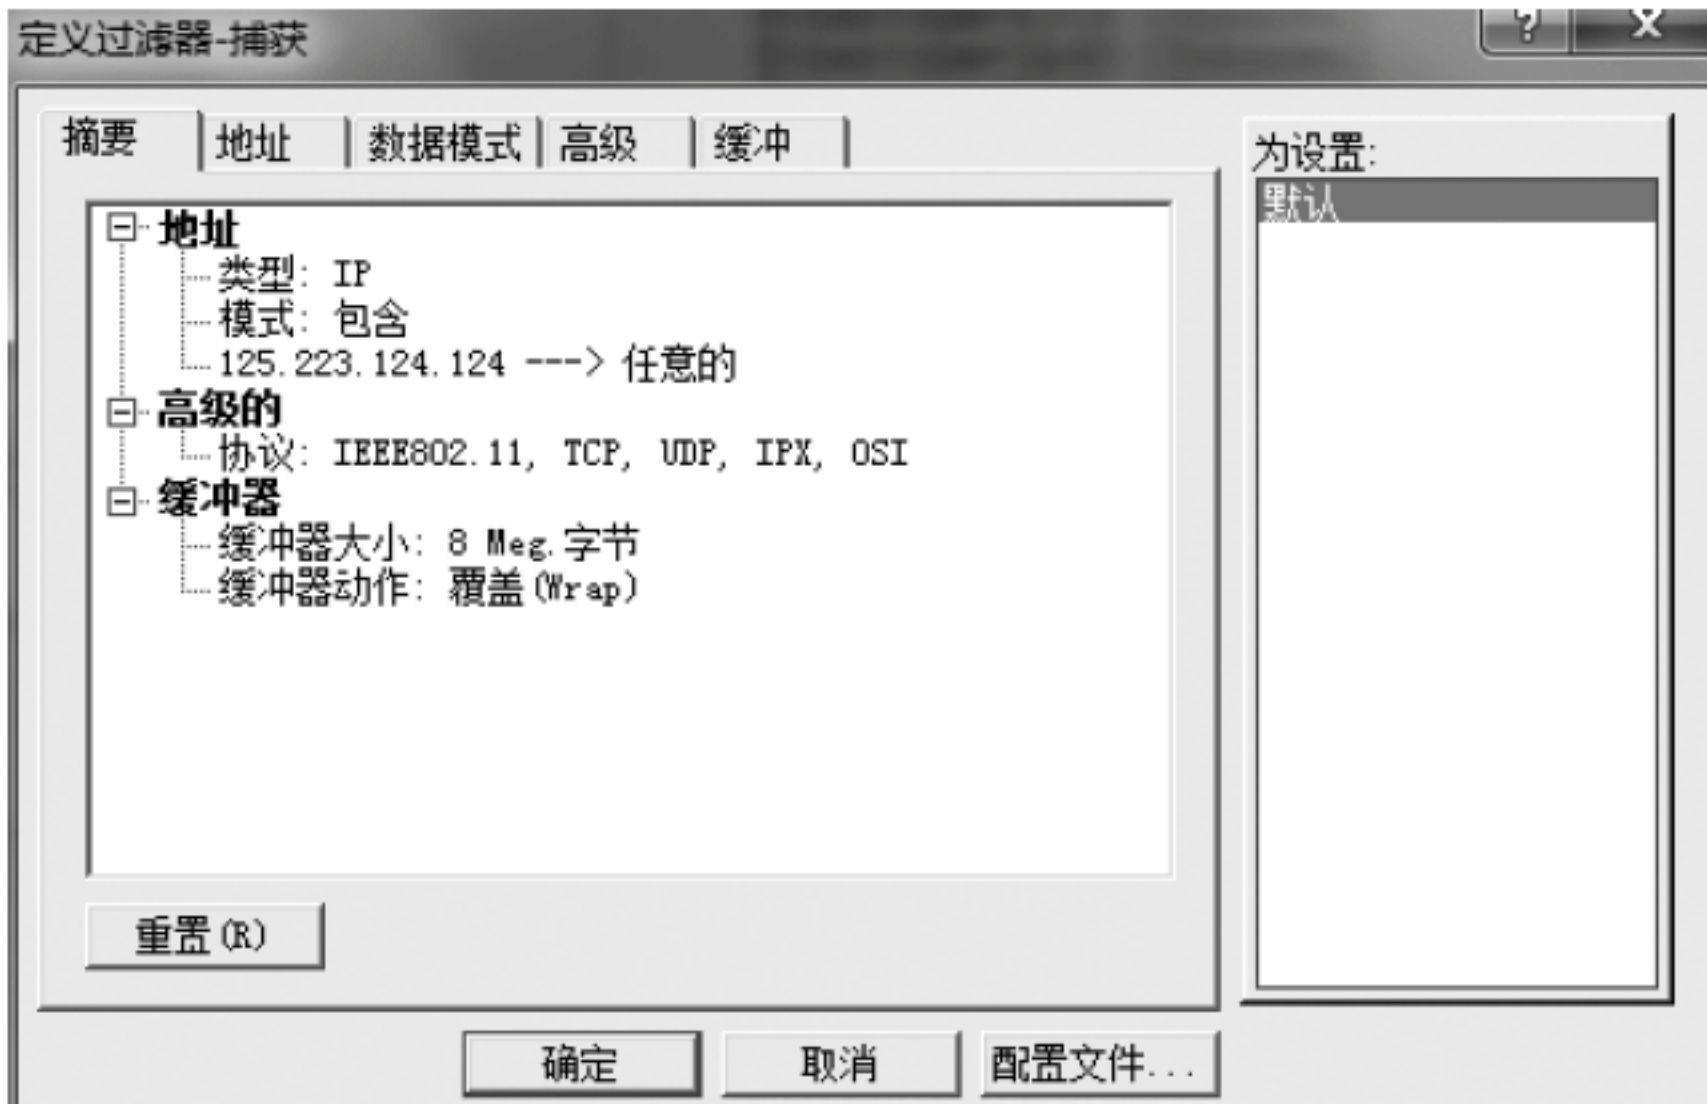 定义过滤器-捕获
? X
摘要 地址 数据模式 高级 缓冲
地址
类型: IP
模式: 包含
125.223.124.124 ---> 任意的
高级的
协议: IEEE802.11, TCP, UDP, IPX, OSI
缓冲器
缓冲器大小: 8 Meg.字节
缓冲器动作: 覆盖(Wrap)
重置(R)
为设置:
默认
确定 取消 配置文件...